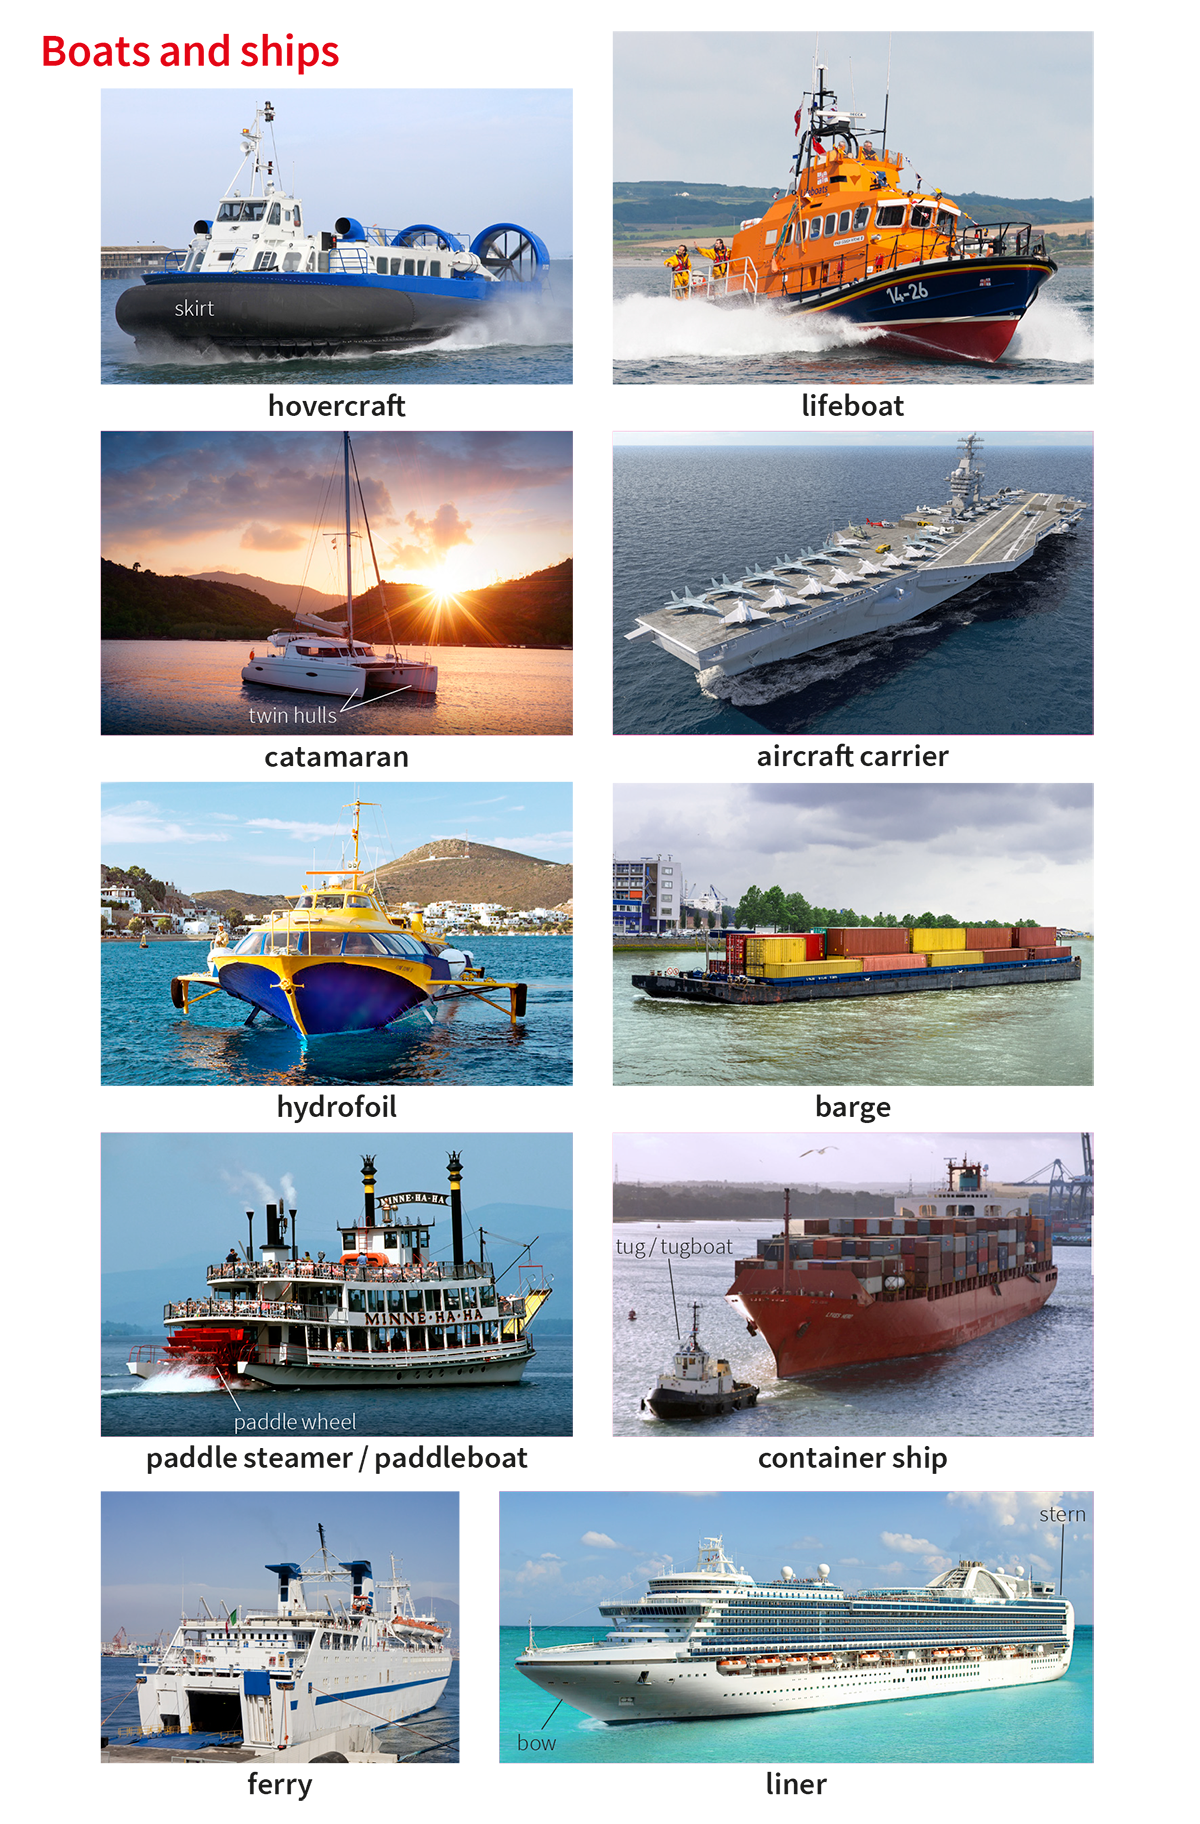 Boats and ships
skirt
hovercraft
lifeboats
14-26
lifeboat
twin hulls
catamaran
aircraft carrier
hydrofoil
barge
MINNE·HA·HA
MINNE·HA·HA
paddle wheel
paddle steamer / paddleboat
tug / tugboat
container ship
ferry
stern
bow
liner